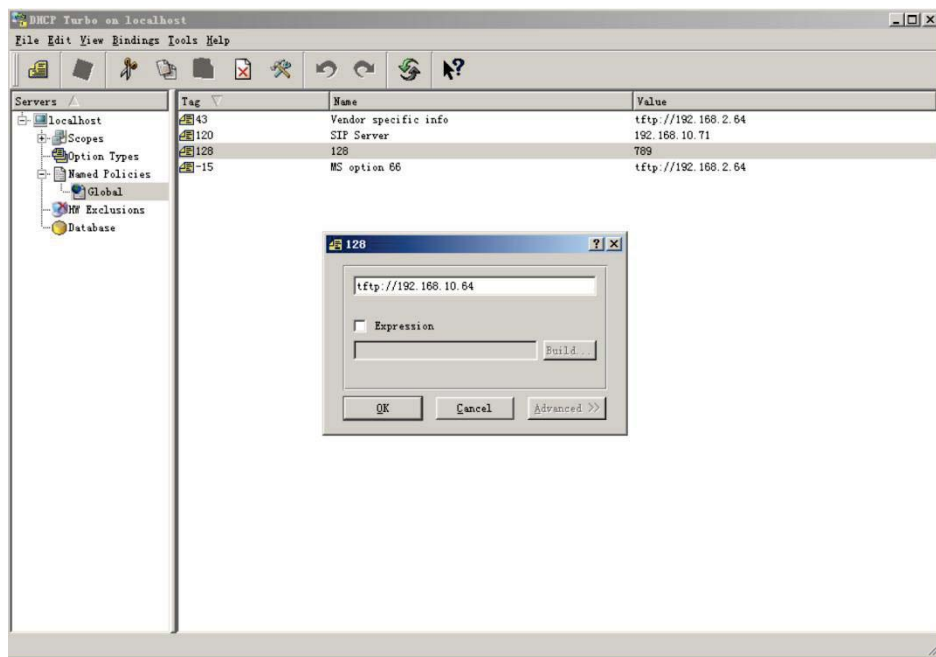 DHCP Turbo on localhost
File Edit View Bindings Tools Help
Servers
Tag Name Value
localhost
Scopes
Option Types
Named Policies
Global
HW Exclusions
Database
43 Vendor specific info tftp://192.168.2.64
120 SIP Server 192.168.10.71
128 128 789
-15 MS option 66 tftp://192.168.2.64
128
tftp://192.168.10.64
Expression
Build...
OK Cancel Advanced >>